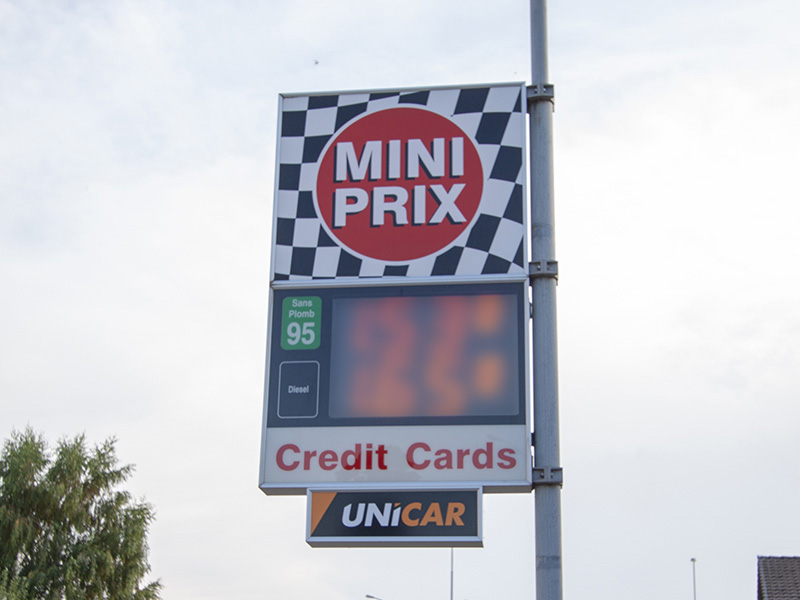 MINI
PRIX
Sans
Plomb
95
Diesel
Credit Cards
UNICAR